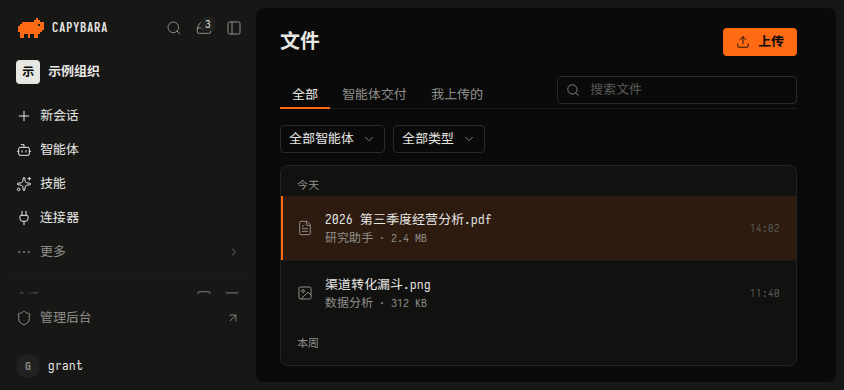 CAPYBARA
3
示 示例组织
新会话
智能体
技能
连接器
更多
管理后台
G grant
文件
上传
全部 智能体交付 我上传的
搜索文件
全部智能体 全部类型
今天
2026 第三季度经营分析.pdf
研究助手 · 2.4 MB
14:02
渠道转化漏斗.png
数据分析 · 312 KB
11:40
本周